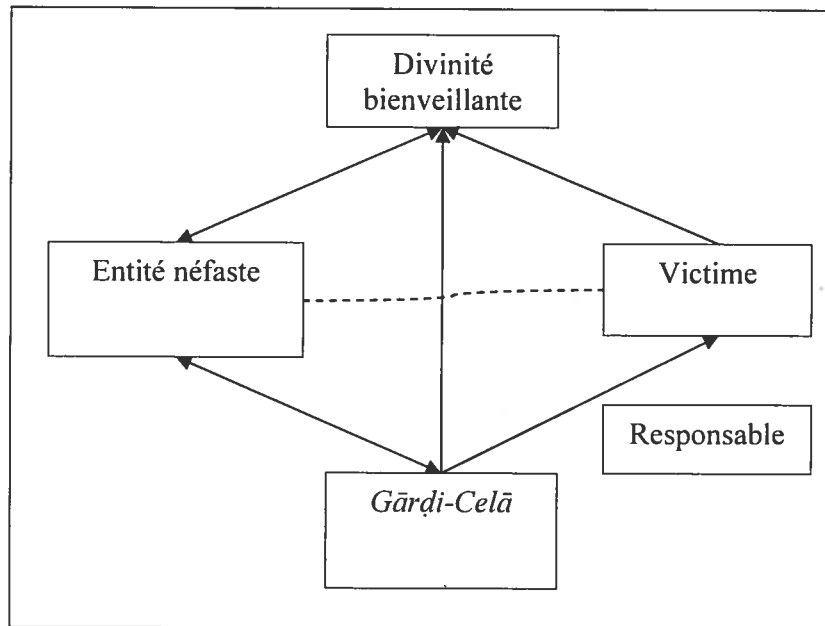 Divinité
bienveillante
Entité néfaste
Victime
Responsable
Gārḍi-Celā